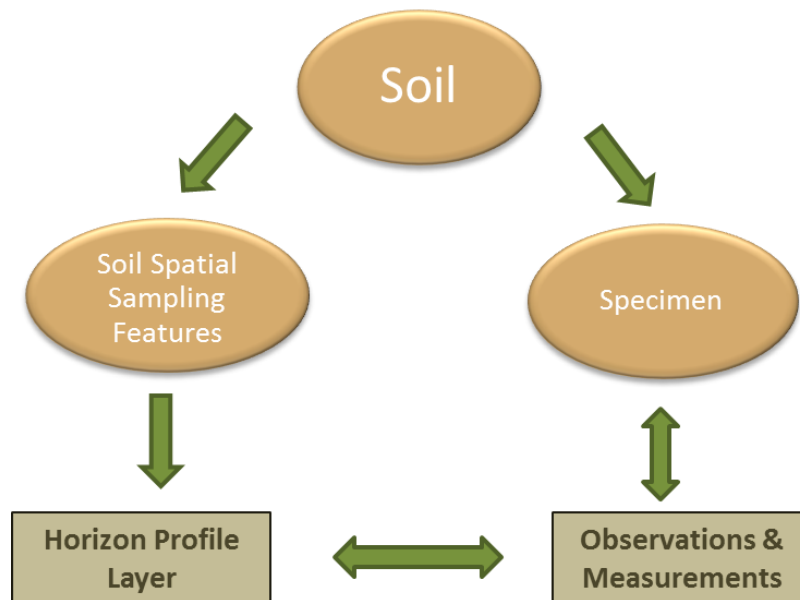 Soil
Soil Spatial
Sampling
Features
Specimen
Horizon Profile
Layer
Observations &
Measurements